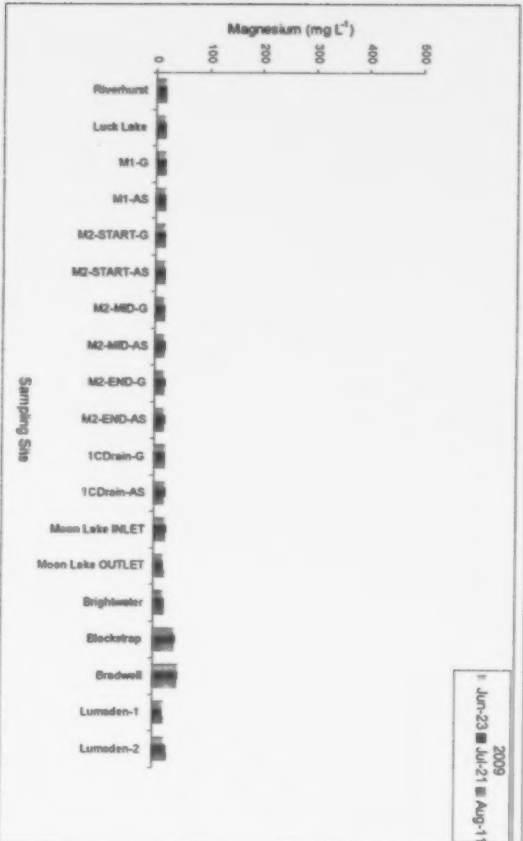 2009
Jun-23 Jul-21 Aug-11
Magnesium (mg L⁻¹)
500
400
300
200
100
0
Riverhurst
Luck Lake
M1-G
M1-AS
M2-START-G
M2-START-AS
M2-MID-G
M2-MID-AS
M2-END-G
M2-END-AS
1CDrain-G
1CDrain-AS
Moon Lake INLET
Moon Lake OUTLET
Brightwater
Blackstrap
Bradwell
Lumsden-1
Lumsden-2
Sampling Site